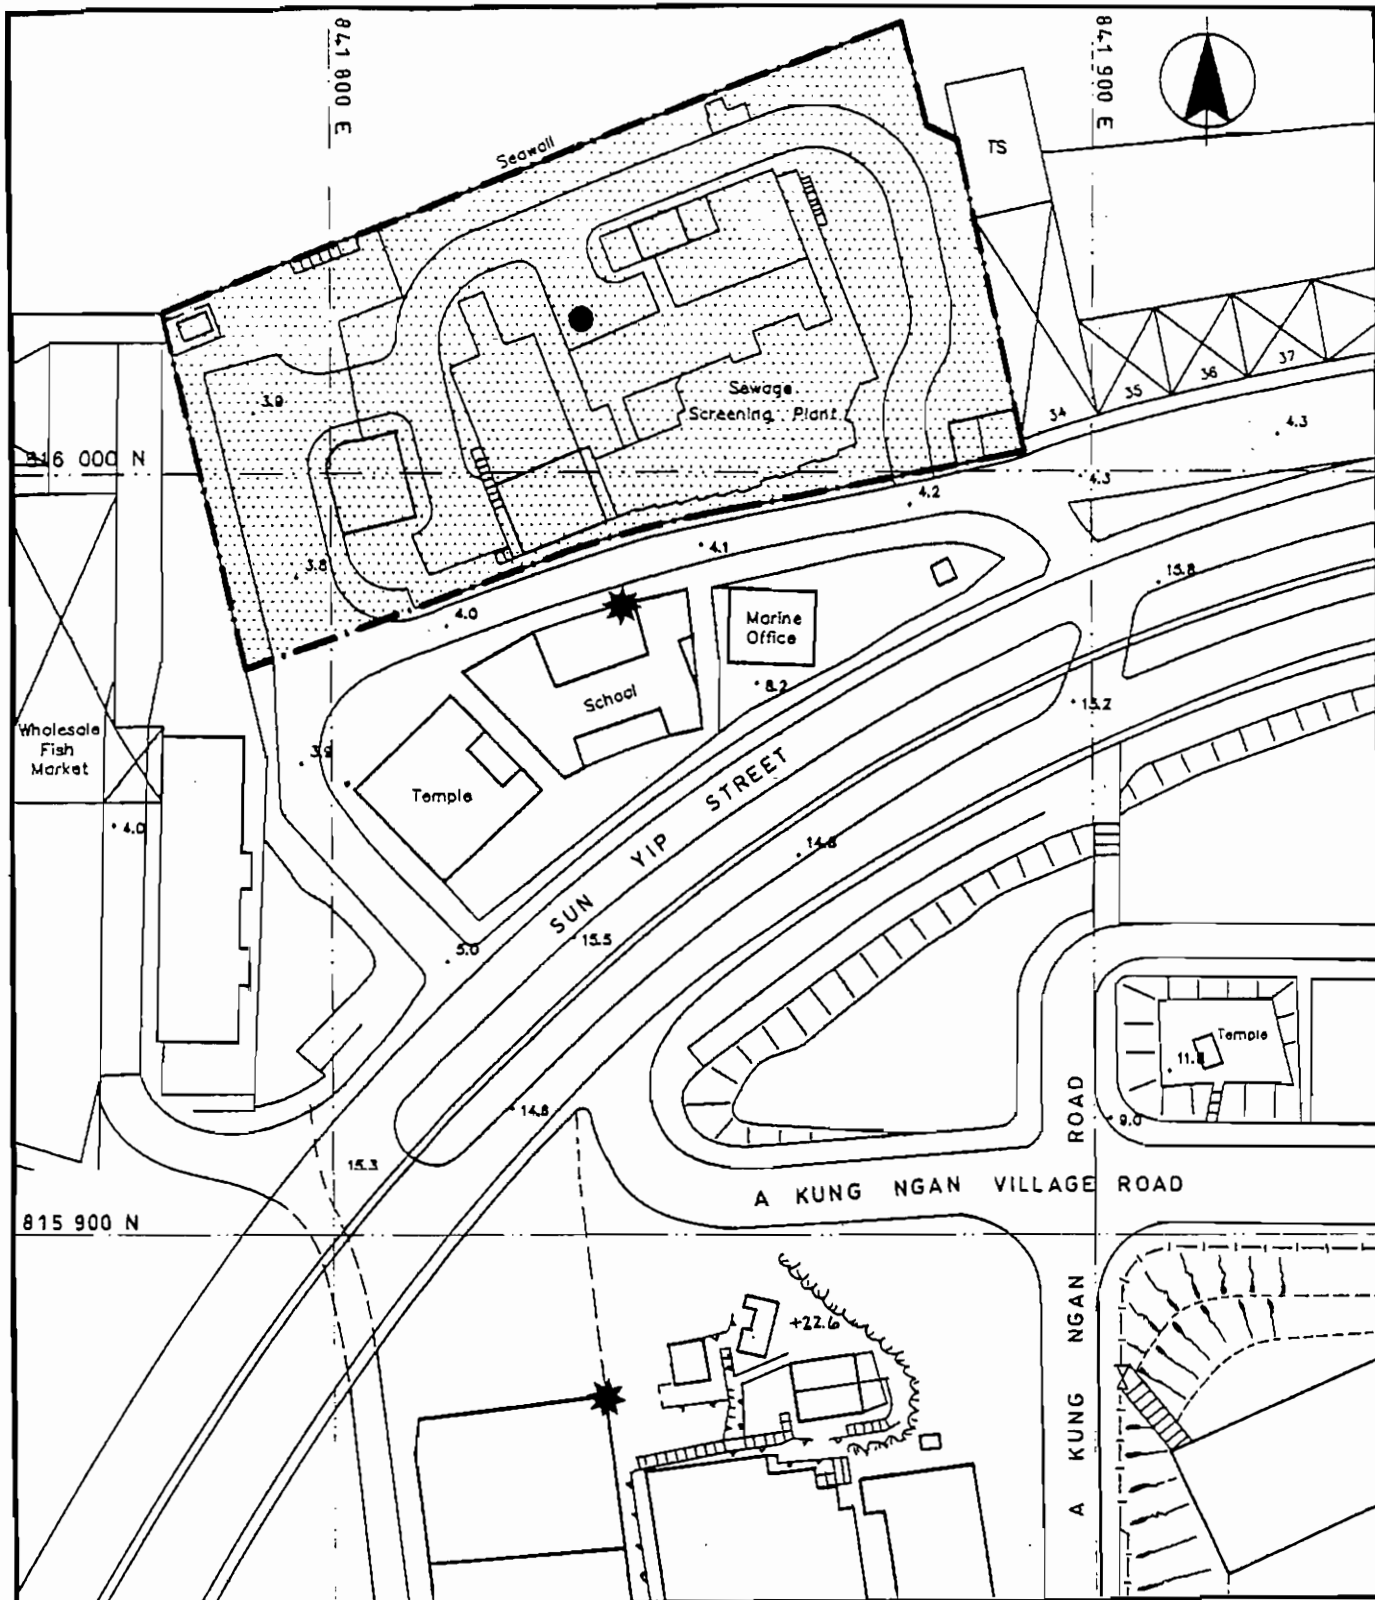 841 800 E
841 900 E
Seawall
TS
Sewage
Screening Plant
34
35
36
37
3.9
4.3
816 000 N
4.3
4.2
4.1
3.8
4.0
15.8
Marine
Office
8.2
School
13.2
Wholesale
Fish
Market
3.9
Temple
4.0
SUN YIP STREET
14.8
5.0
15.5
Temple
9.0
14.8
15.3
A KUNG NGAN VILLAGE ROAD
815 900 N
+22.6
A KUNG NGAN ROAD